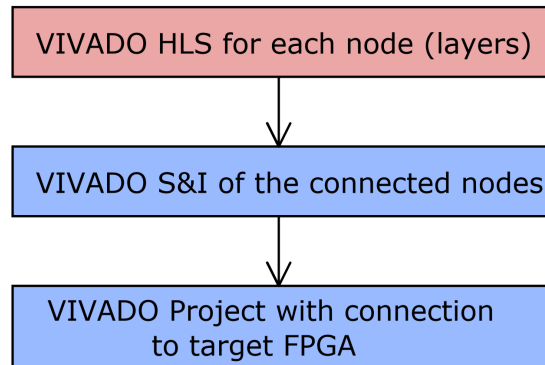 VIVADO HLS for each node (layers)
VIVADO S&I of the connected nodes
VIVADO Project with connection
to target FPGA